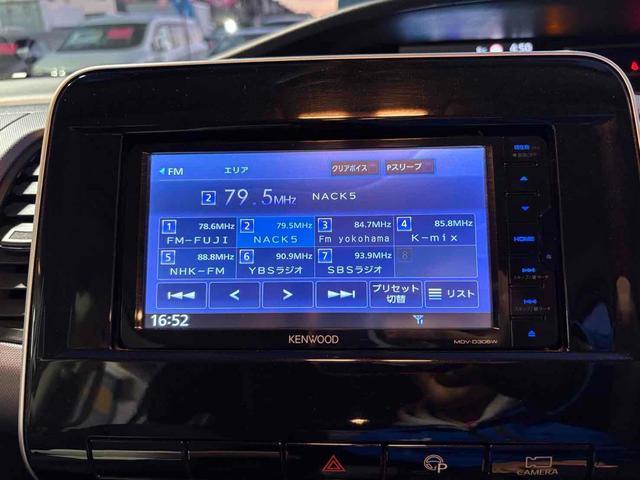 4:50
FM エリア クリアボイス Pスリープ
2 79.5MHz NACK5
1 78.6MHz 2 79.5MHz 3 84.7MHz 4 85.8MHz
FM-FUJI NACK5 Fm yokohama K-mix
5 88.8MHz 6 90.9MHz 7 93.9MHz 8
NHK-FM YBSラジオ SBSラジオ
プリセット切替 リスト
16:52
KENWOOD
MDV-D306W
現在地
HOME
CAMERA